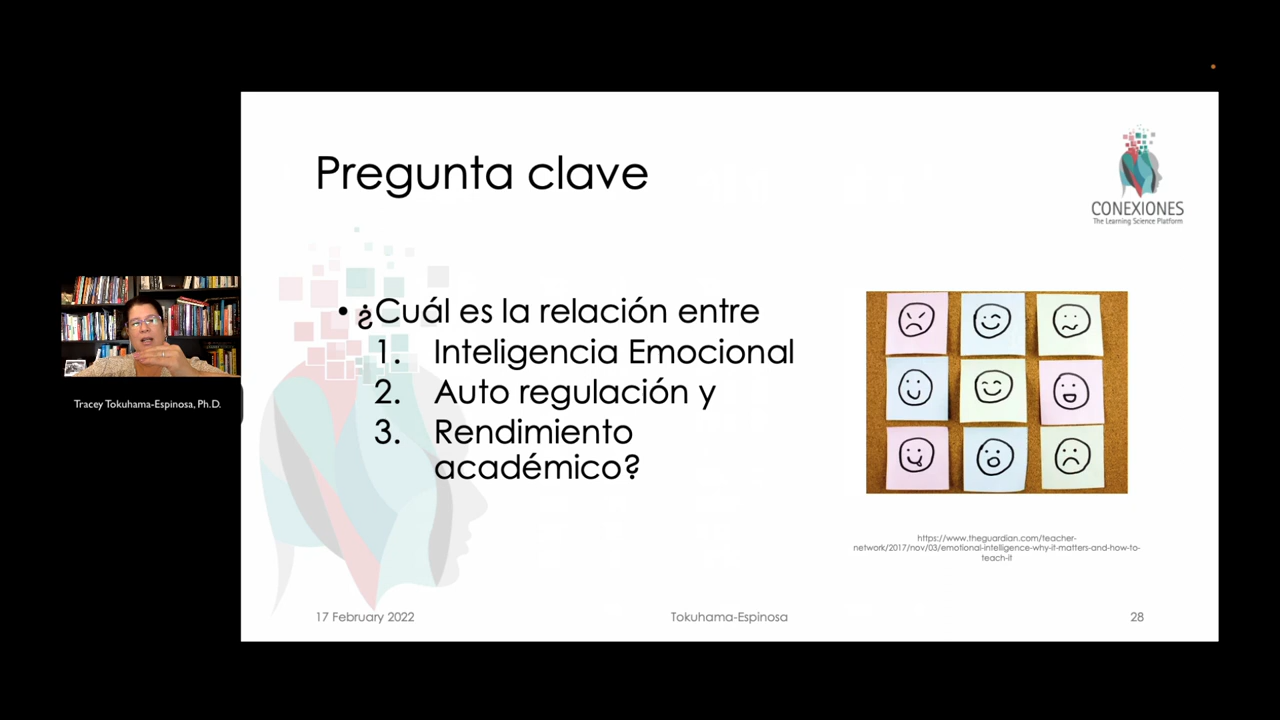 Pregunta clave
CONEXIONES
The Learning Science Platform
• ¿Cuál es la relación entre
1. Inteligencia Emocional
2. Auto regulación y
3. Rendimiento
académico?
Tracey Tokuhama-Espinosa, Ph.D.
https://www.theguardian.com/teacher-
network/2017/nov/03/emotional-intelligence-why-it-matters-and-how-to-
teach-it
17 February 2022
Tokuhama-Espinosa
28